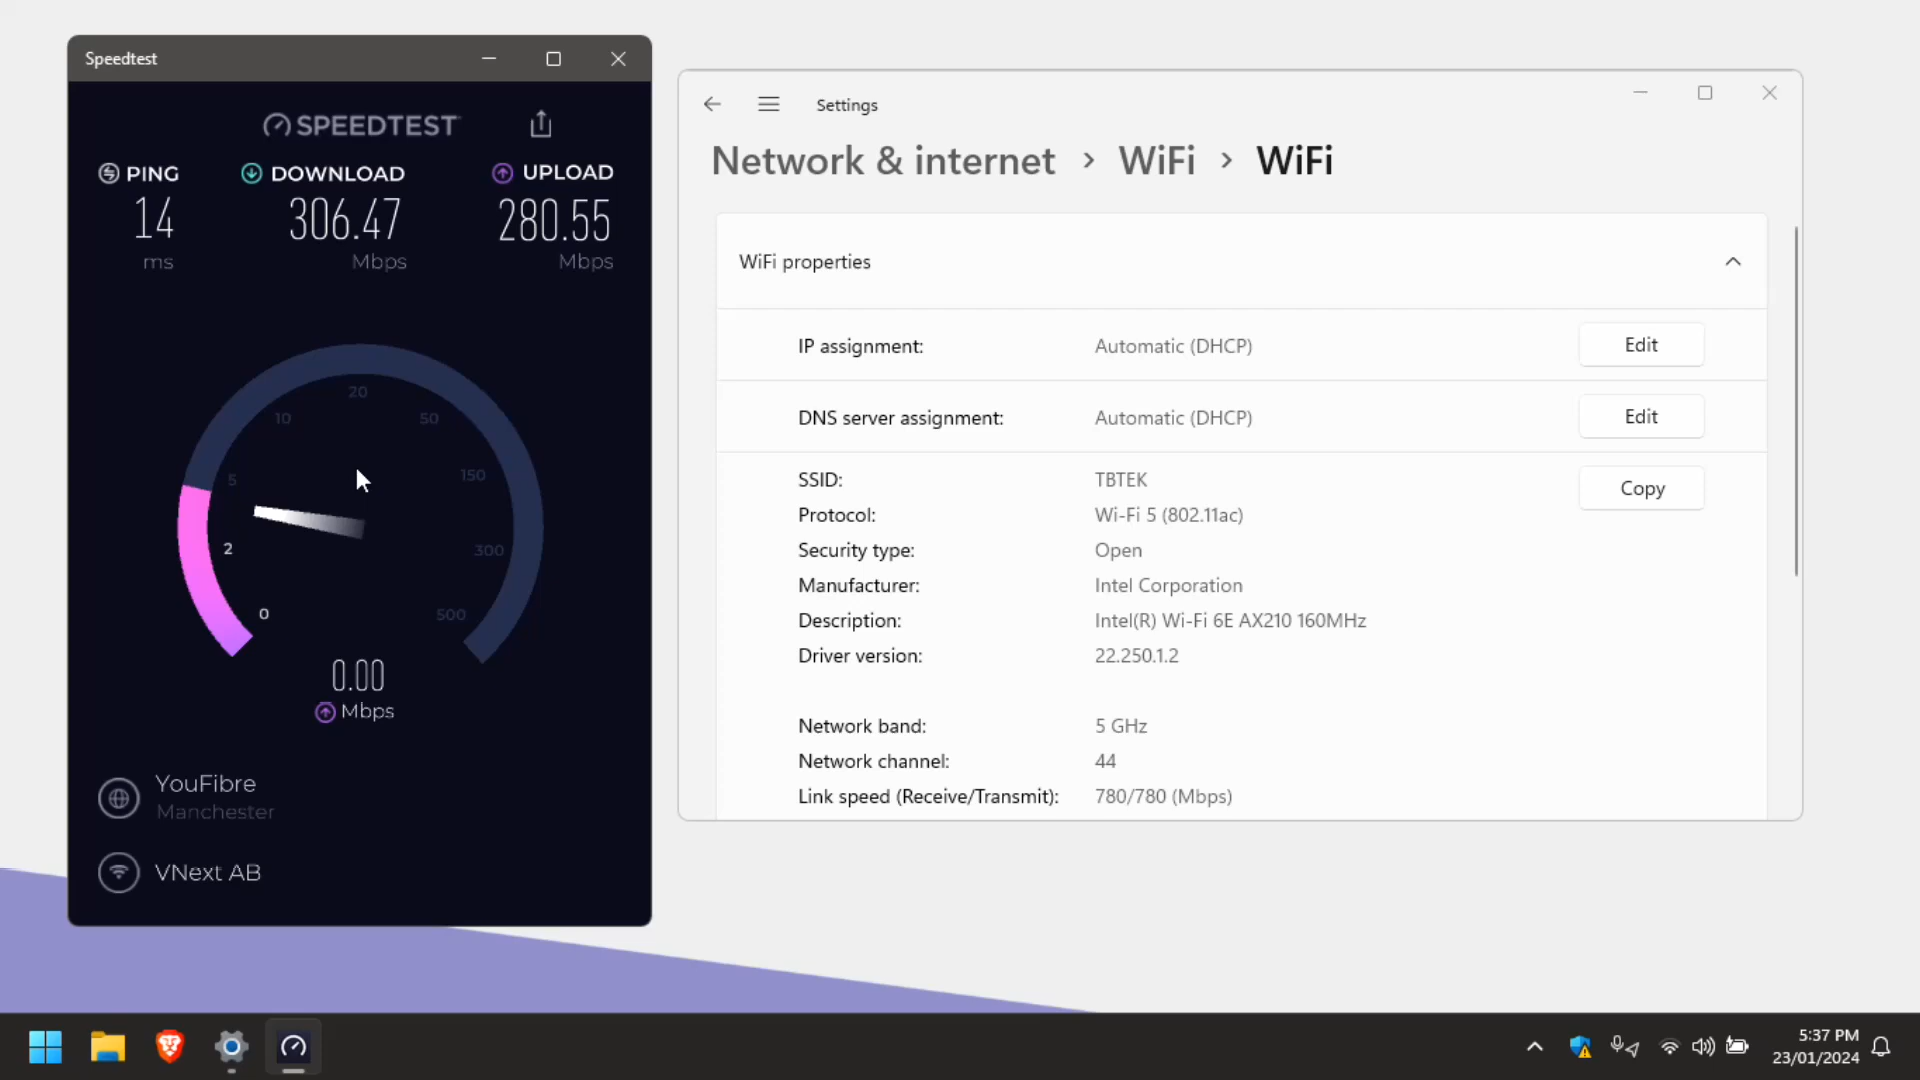 Speedtest
SPEEDTEST
PING
DOWNLOAD
UPLOAD
14
306.47
280.55
ms
Mbps
Mbps
0
2
5
10
20
50
150
300
500
0.00
Mbps
YouFibre
Manchester
VNext AB
Settings
Network & internet > WiFi > WiFi
WiFi properties
IP assignment: Automatic (DHCP) Edit
DNS server assignment: Automatic (DHCP) Edit
SSID: TBTEK Copy
Protocol: Wi-Fi 5 (802.11ac)
Security type: Open
Manufacturer: Intel Corporation
Description: Intel(R) Wi-Fi 6E AX210 160MHz
Driver version: 22.250.1.2
Network band: 5 GHz
Network channel: 44
Link speed (Receive/Transmit): 780/780 (Mbps)
5:37 PM
23/01/2024